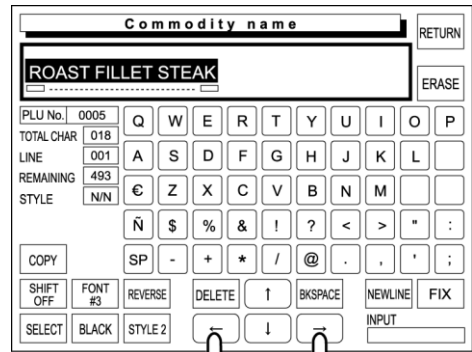 Commodity name
RETURN
ROAST FILLET STEAK
ERASE
PLU No. 0005
TOTAL CHAR 018
LINE 001
REMAINING 493
STYLE N/N
Q W E R T Y U I O P
A S D F G H J K L
€ Z X C V B N M
Ñ $ % & ! ? < > " :
COPY SP - + * / @ . , ' ;
SHIFT OFF FONT #3 REVERSE DELETE ↑ BKSPACE NEWLINE FIX
SELECT BLACK STYLE 2 ← ↓ → INPUT